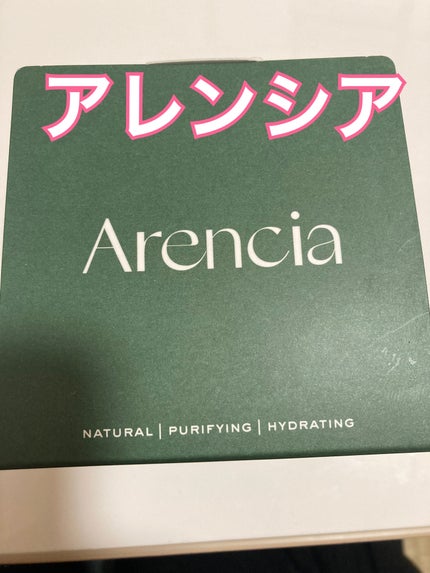 アレンシア
Arencia
NATURAL | PURIFYING | HYDRATING